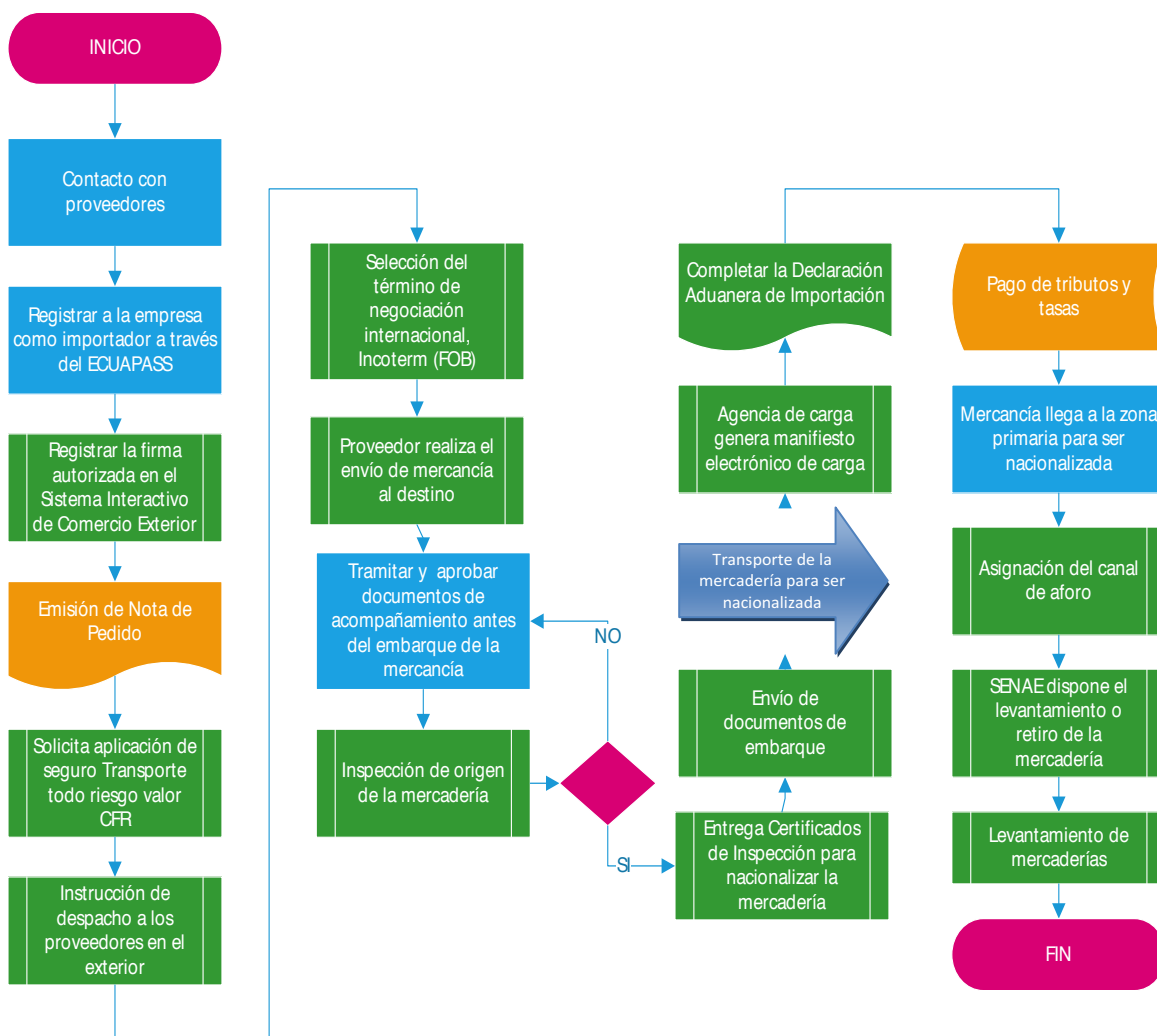 INICIO
Contacto con
proveedores
Registrar a la empresa
como importador a través
del ECUAPASS
Registrar la firma
autorizada en el
Sistema Interactivo
de Comercio Exterior
Emisión de Nota de
Pedido
Solicita aplicación de
seguro Transporte
todo riesgo valor
CFR
Instrucción de
despacho a los
proveedores en el
exterior
Selección del
término de
negociación
internacional,
Incoterm (FOB)
Proveedor realiza el
envío de mercancía
al destino
Tramitar y aprobar
documentos de
acompañamiento antes
del embarque de la
mercancía
Inspección de origen
de la mercadería
NO
SI
Entrega Certificados
de Inspección para
nacionalizar la
mercadería
Envío de
documentos de
embarque
Transporte de la
mercadería para ser
nacionalizada
Agencia de carga
genera manifiesto
electrónico de carga
Completar la Declaración
Aduanera de Importación
Pago de tributos y
tasas
Mercancía llega a la zona
primaria para ser
nacionalizada
Asignación del canal
de aforo
SENAE dispone el
levantamiento o
retiro de la
mercadería
Levantamiento de
mercaderías
FIN